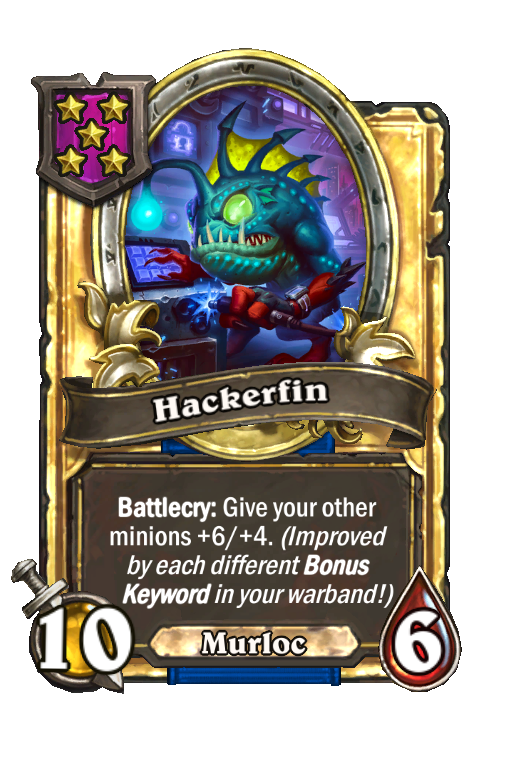 Hackerfin
Battlecry: Give your other
minions +6/+4. (Improved
by each different Bonus
Keyword in your warband!)
10
Murloc
6